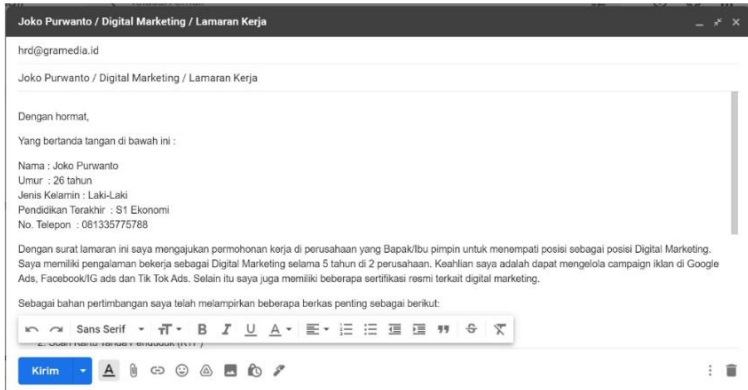 Joko Purwanto / Digital Marketing / Lamaran Kerja
hrd@gramedia.id
Joko Purwanto / Digital Marketing / Lamaran Kerja
Dengan hormat,
Yang bertanda tangan di bawah ini :
Nama : Joko Purwanto
Umur : 26 tahun
Jenis Kelamin : Laki-Laki
Pendidikan Terakhir : S1 Ekonomi
No. Telepon : 081335775788
Dengan surat lamaran ini saya mengajukan permohonan kerja di perusahaan yang Bapak/Ibu pimpin untuk menempati posisi sebagai posisi Digital Marketing.
Saya memiliki pengalaman bekerja sebagai Digital Marketing selama 5 tahun di 2 perusahaan. Keahlian saya adalah dapat mengelola campaign iklan di Google
Ads, Facebook/IG ads dan Tik Tok Ads. Selain itu saya juga memiliki beberapa sertifikasi resmi terkait digital marketing.
Sebagai bahan pertimbangan saya telah melampirkan beberapa berkas penting sebagai berikut:
Sans Serif
2. Scan Kartu Tanda Penduduk (KTP)
Kirim